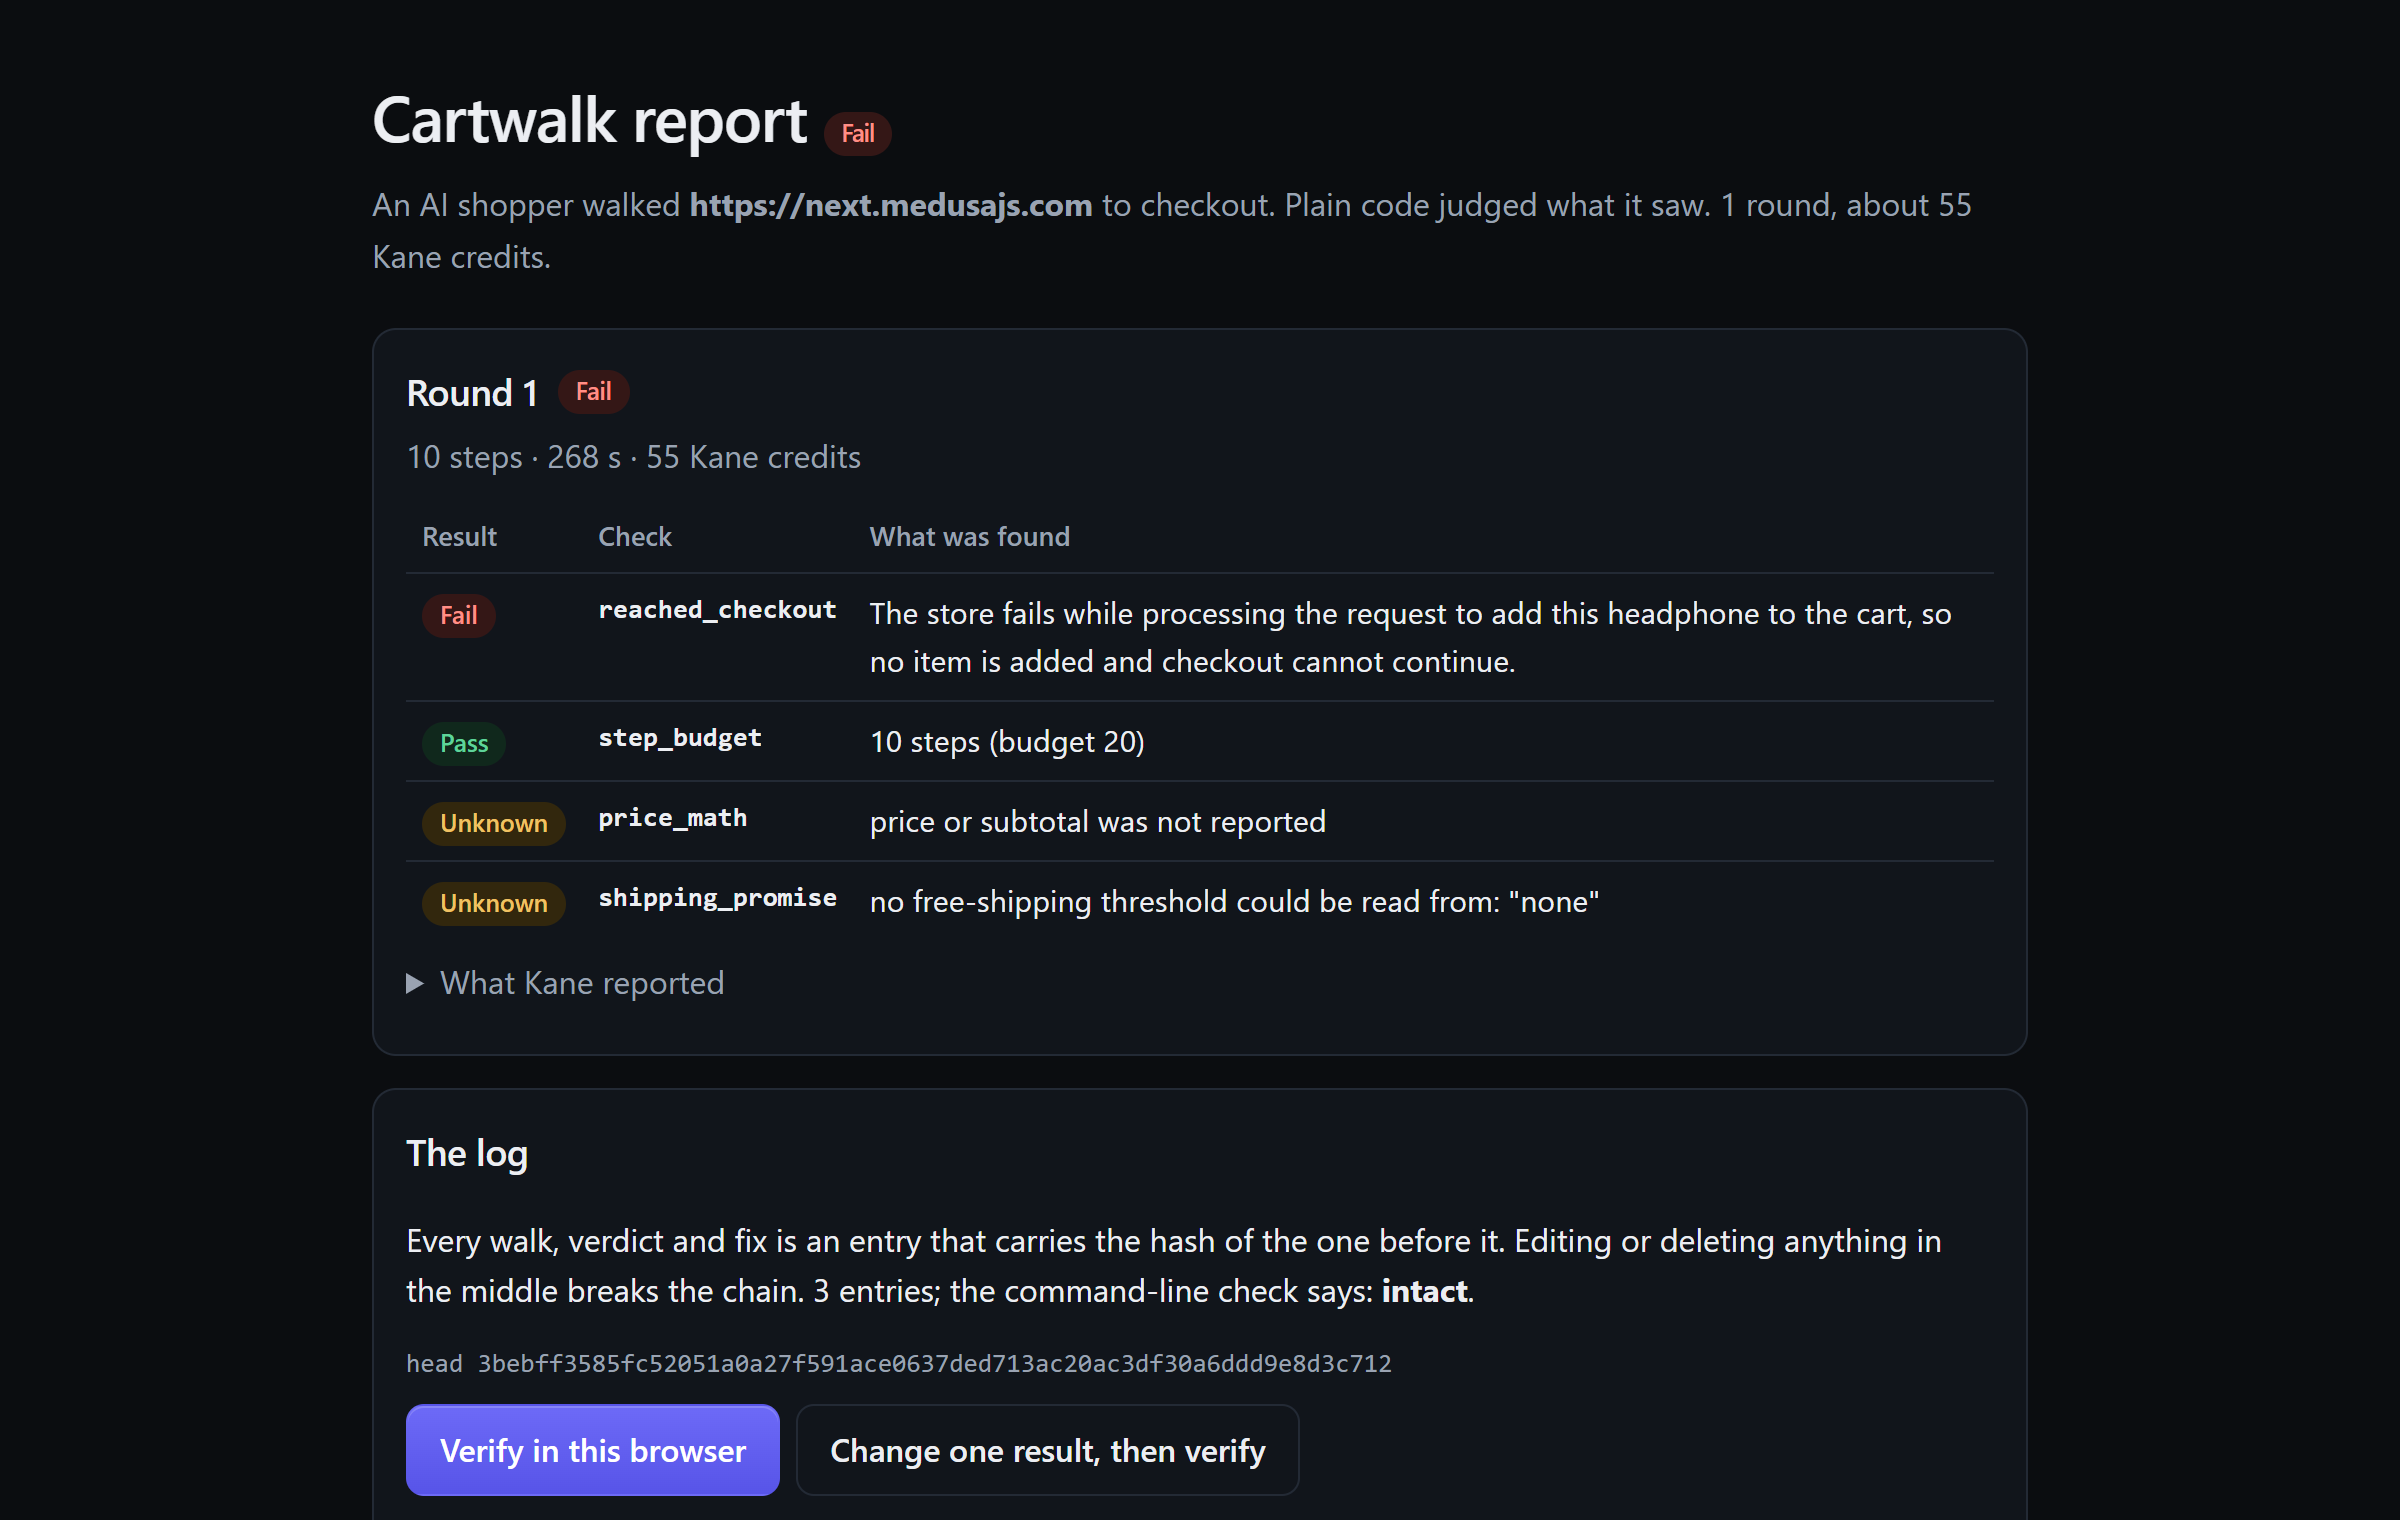 Cartwalk report Fail
An AI shopper walked https://next.medusajs.com to checkout. Plain code judged what it saw. 1 round, about 55
Kane credits.
Round 1 Fail
10 steps · 268 s · 55 Kane credits
Result Check What was found
Fail reached_checkout The store fails while processing the request to add this headphone to the cart, so
no item is added and checkout cannot continue.
Pass step_budget 10 steps (budget 20)
Unknown price_math price or subtotal was not reported
Unknown shipping_promise no free-shipping threshold could be read from: "none"
▶ What Kane reported
The log
Every walk, verdict and fix is an entry that carries the hash of the one before it. Editing or deleting anything in
the middle breaks the chain. 3 entries; the command-line check says: intact.
head 3bebff3585fc52051a0a27f591ace0637ded713ac20ac3df30a6ddd9e8d3c712
Verify in this browser Change one result, then verify